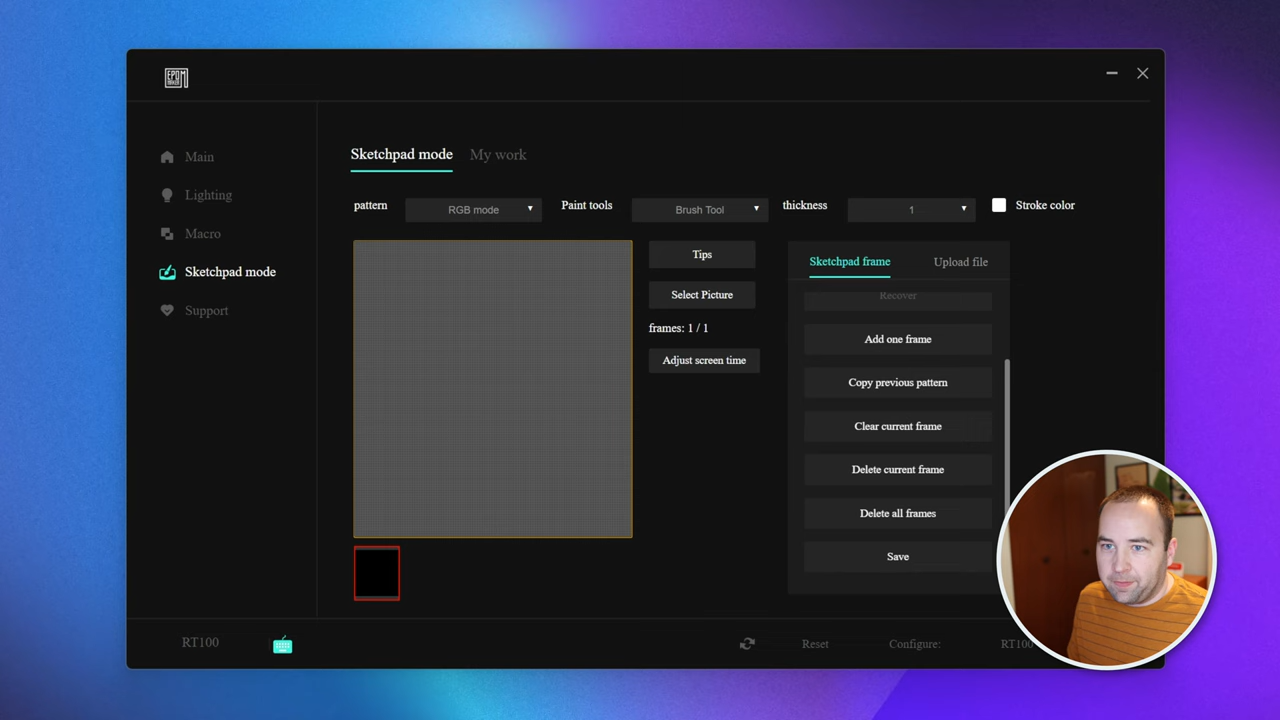 EPO
MAKER
Main
Lighting
Macro
Sketchpad mode
Support
Sketchpad mode My work
pattern RGB mode Paint tools Brush Tool thickness 1 Stroke color
Tips
Select Picture
frames: 1 / 1
Adjust screen time
Sketchpad frame Upload file
Recover
Add one frame
Copy previous pattern
Clear current frame
Delete current frame
Delete all frames
Save
RT100 Reset Configure: RT100